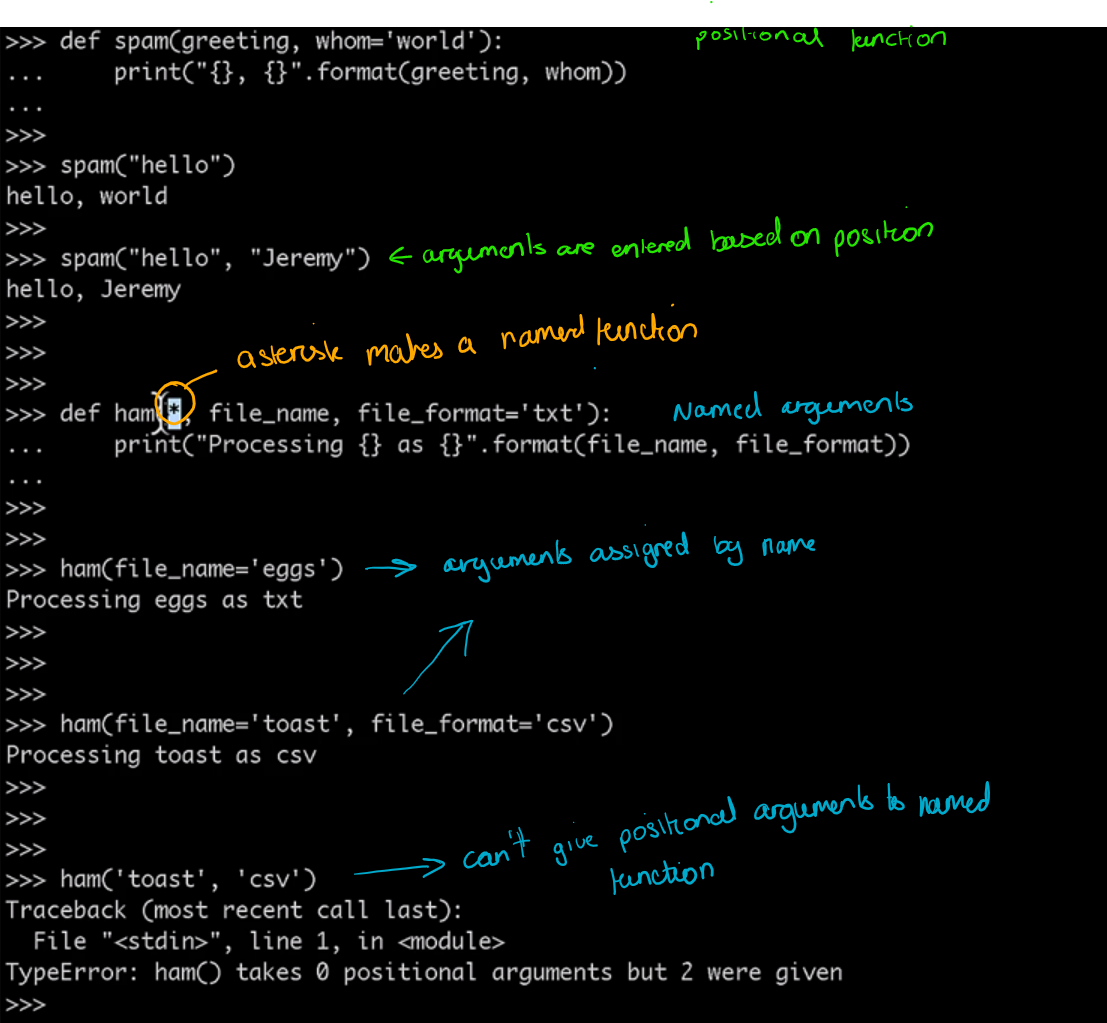 >>> def spam(greeting, whom='world'): positional function
...     print("{}, {}".format(greeting, whom))
...
>>>
>>> spam("hello")
hello, world
>>>
>>> spam("hello", "Jeremy") ← arguments are entered based on position
hello, Jeremy
>>>
>>> asterisk makes a named function
>>>
>>> def ham(*, file_name, file_format='txt'): Named arguments
...     print("Processing {} as {}".format(file_name, file_format))
...
>>>
>>>
>>> ham(file_name='eggs') → arguments assigned by name
Processing eggs as txt
>>>
>>>
>>>
>>> ham(file_name='toast', file_format='csv')
Processing toast as csv
>>>
>>>
>>>
>>> ham('toast', 'csv') → can't give positional arguments to named function
Traceback (most recent call last):
  File "<stdin>", line 1, in <module>
TypeError: ham() takes 0 positional arguments but 2 were given
>>>